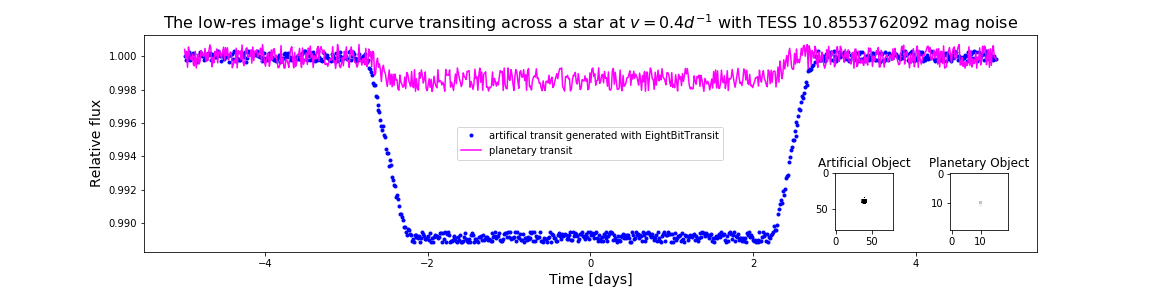 The low-res image's light curve transiting across a star at v = 0.4d⁻¹ with TESS 10.8553762092 mag noise
Relative flux
1.000
0.998
0.996
0.994
0.992
0.990
artifical transit generated with EightBitTransit
planetary transit
Artificial Object
0
50
0
50
Planetary Object
0
10
0
10
−4
−2
0
2
4
Time [days]